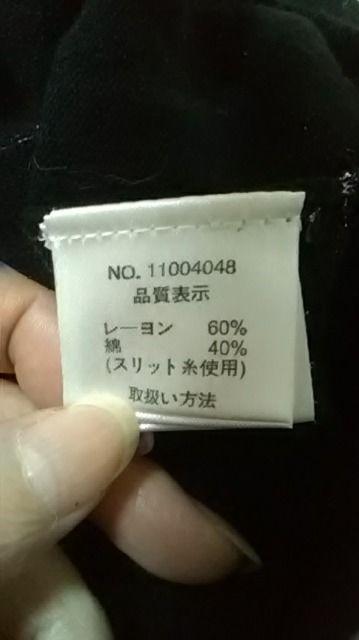 NO. 11004048
品質表示
レーヨン 60%
綿 40%
(スリット糸使用)
取扱い方法